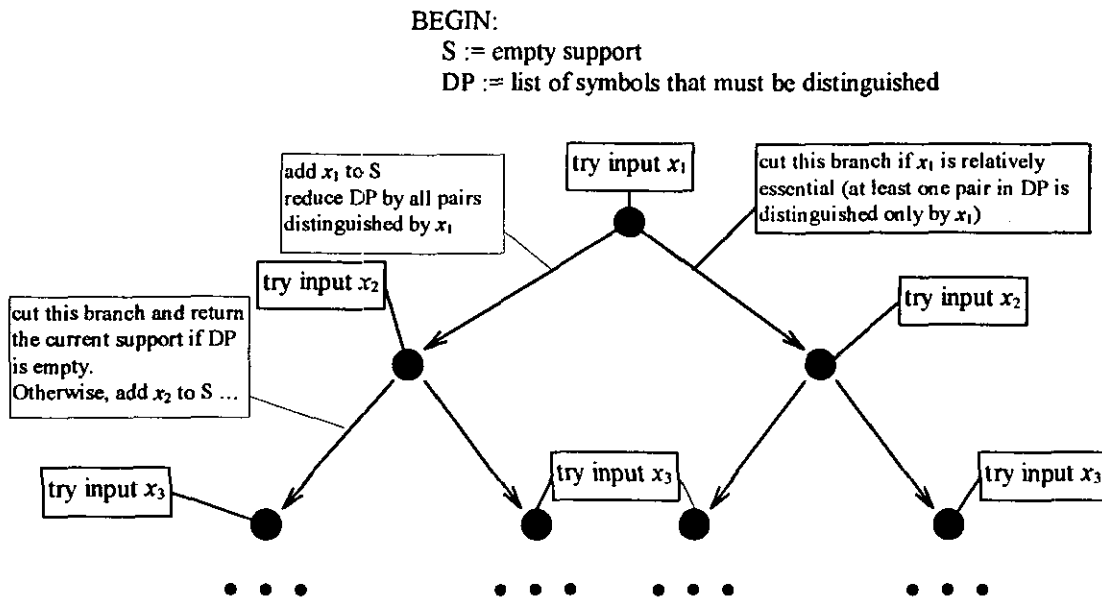 BEGIN:
S := empty support
DP := list of symbols that must be distinguished
try input x₁
add x₁ to S
reduce DP by all pairs
distinguished by x₁
cut this branch if x₁ is relatively
essential (at least one pair in DP is
distinguished only by x₁)
try input x₂
try input x₂
cut this branch and return
the current support if DP
is empty.
Otherwise, add x₂ to S ...
try input x₃
try input x₃
try input x₃